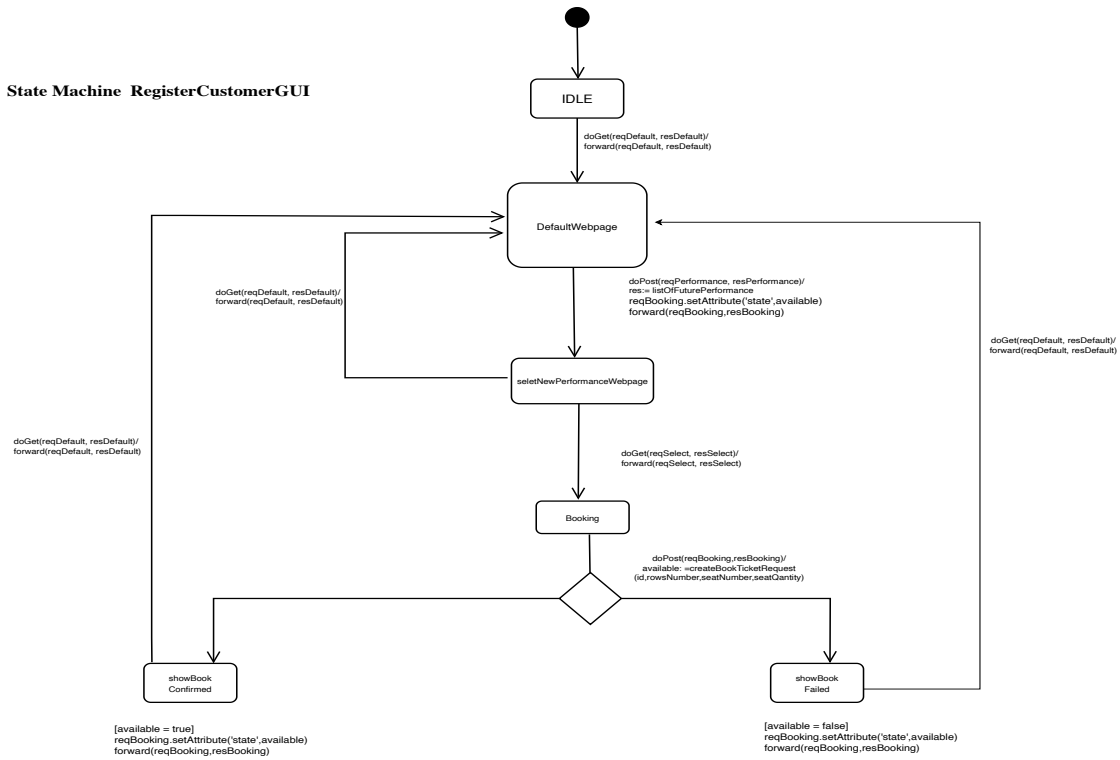 State Machine  RegisterCustomerGUI
IDLE
doGet(reqDefault, resDefault)/
forward(reqDefault, resDefault)
DefaultWebpage
doGet(reqDefault, resDefault)/
forward(reqDefault, resDefault)
doPost(reqPerformance, resPerformance)/
res:= listOfFuturePerformance
reqBooking.setAttribute('state',available)
forward(reqBooking,resBooking)
doGet(reqDefault, resDefault)/
forward(reqDefault, resDefault)
seletNewPerformanceWebpage
doGet(reqDefault, resDefault)/
forward(reqDefault, resDefault)
doGet(reqSelect, resSelect)/
forward(reqSelect, resSelect)
Booking
doPost(reqBooking,resBooking)/
available: =createBookTicketRequest
(id,rowsNumber,seatNumber,seatQantity)
showBook
Confirmed
showBook
Failed
[available = true]
reqBooking.setAttribute('state',available)
forward(reqBooking,resBooking)
[available = false]
reqBooking.setAttribute('state',available)
forward(reqBooking,resBooking)